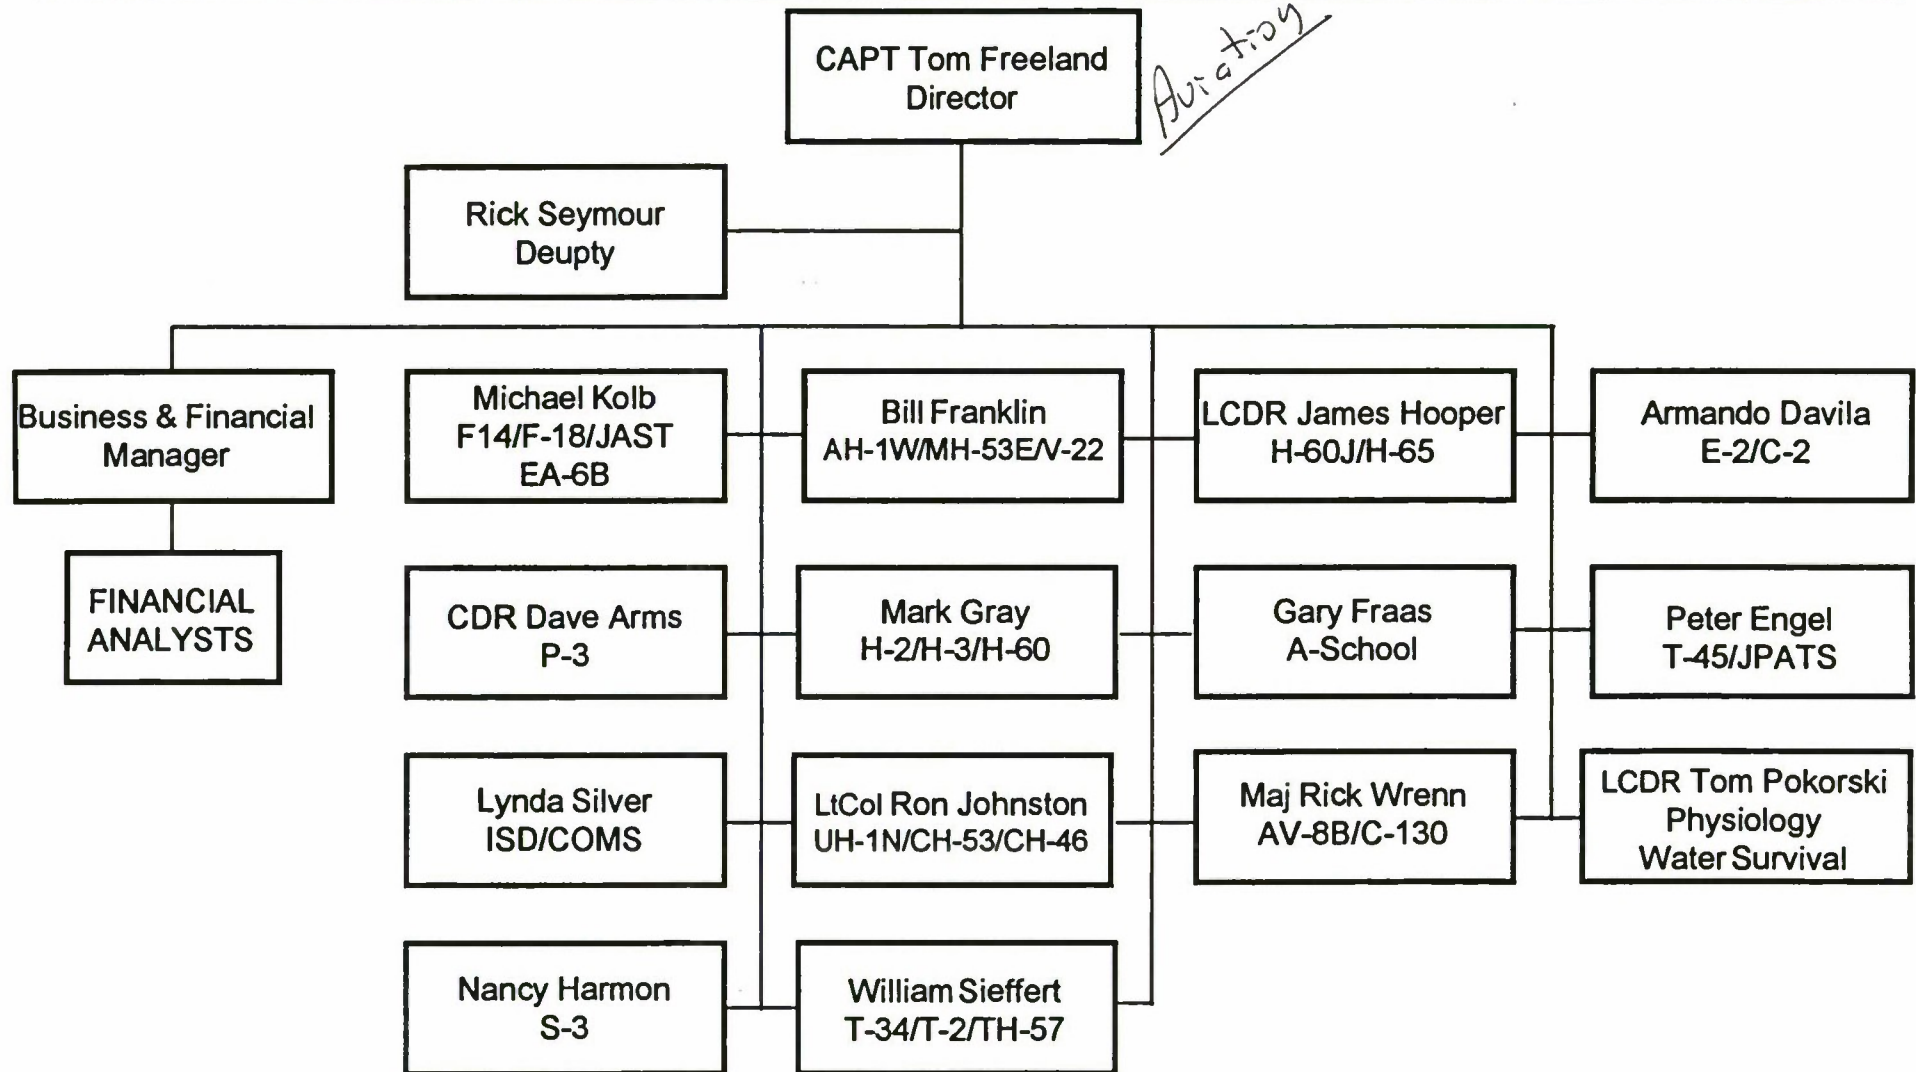 CAPT Tom Freeland
Director
Aviation
Rick Seymour
Deupty
Business & Financial
Manager
Michael Kolb
F14/F-18/JAST
EA-6B
Bill Franklin
AH-1W/MH-53E/V-22
LCDR James Hooper
H-60J/H-65
Armando Davila
E-2/C-2
FINANCIAL
ANALYSTS
CDR Dave Arms
P-3
Mark Gray
H-2/H-3/H-60
Gary Fraas
A-School
Peter Engel
T-45/JPATS
Lynda Silver
ISD/COMS
LtCol Ron Johnston
UH-1N/CH-53/CH-46
Maj Rick Wrenn
AV-8B/C-130
LCDR Tom Pokorski
Physiology
Water Survival
Nancy Harmon
S-3
William Sieffert
T-34/T-2/TH-57